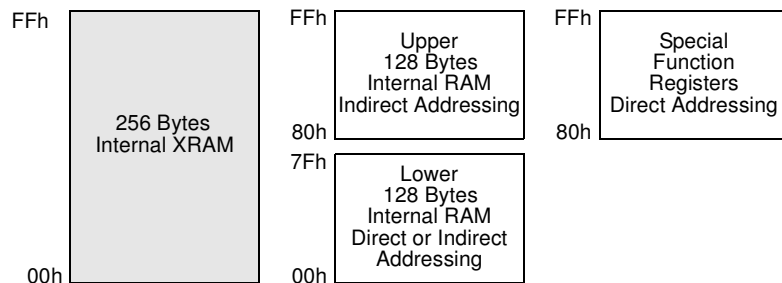 FFh
256 Bytes
Internal XRAM
00h
FFh
Upper
128 Bytes
Internal RAM
Indirect Addressing
80h
7Fh
Lower
128 Bytes
Internal RAM
Direct or Indirect
Addressing
00h
FFh
Special
Function
Registers
Direct Addressing
80h